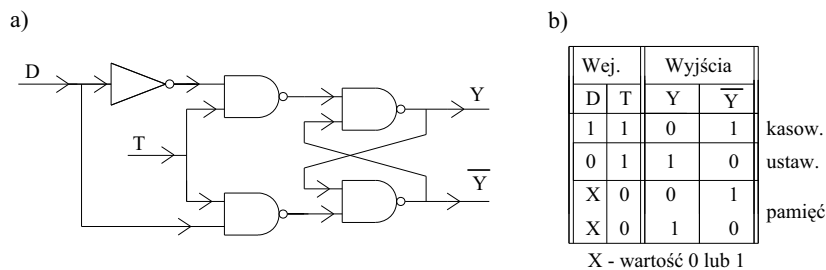 a)
D
T
Y
Y
b)
Wej. Wyjścia
D T Y Y
1 1 0 1 kasow.
0 1 1 0 ustaw.
X 0 0 1
pamięć
X 0 1 0
X - wartość 0 lub 1